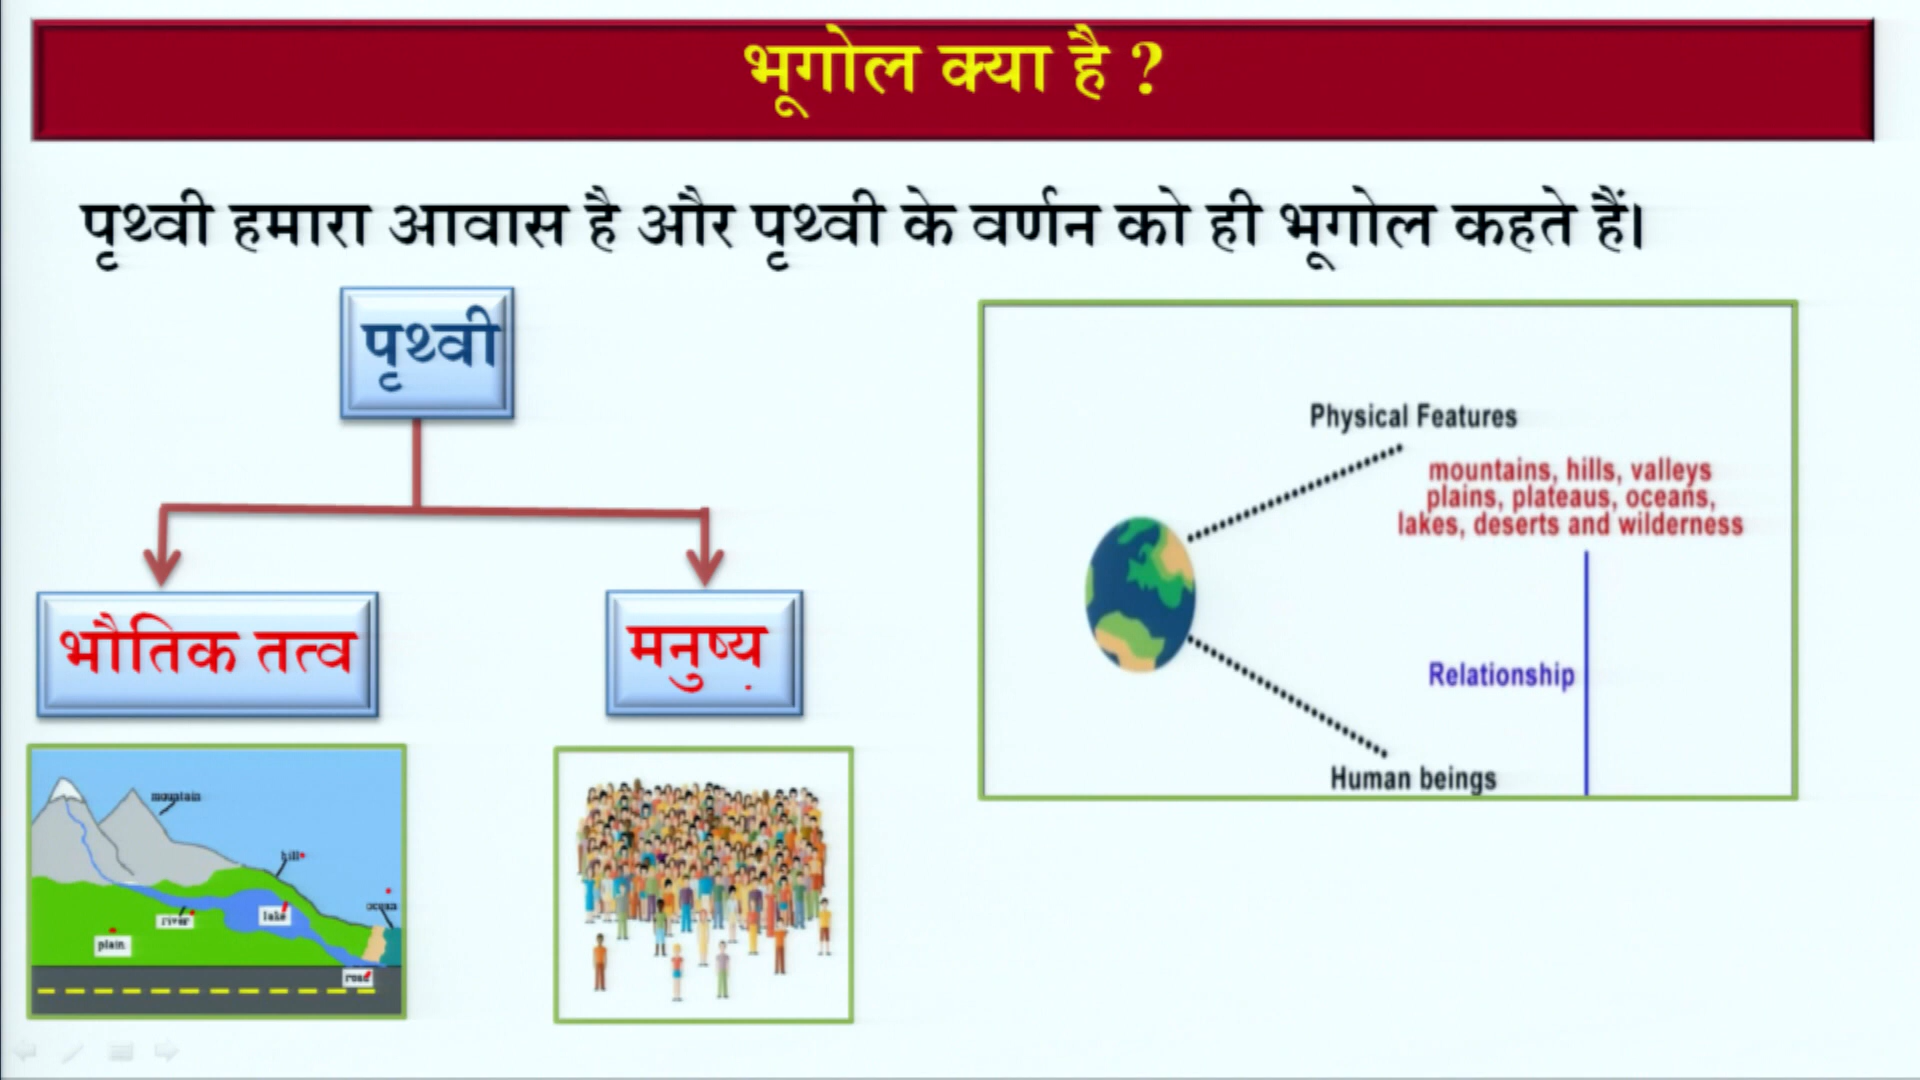 भूगोल क्या है ?
पृथ्वी हमारा आवास है और पृथ्वी के वर्णन को ही भूगोल कहते हैं।
पृथ्वी
भौतिक तत्व
मनुष्य
mountain
hill
river
lake
ocean
plain
road
Physical Features
mountains, hills, valleys
plains, plateaus, oceans,
lakes, deserts and wilderness
Relationship
Human beings